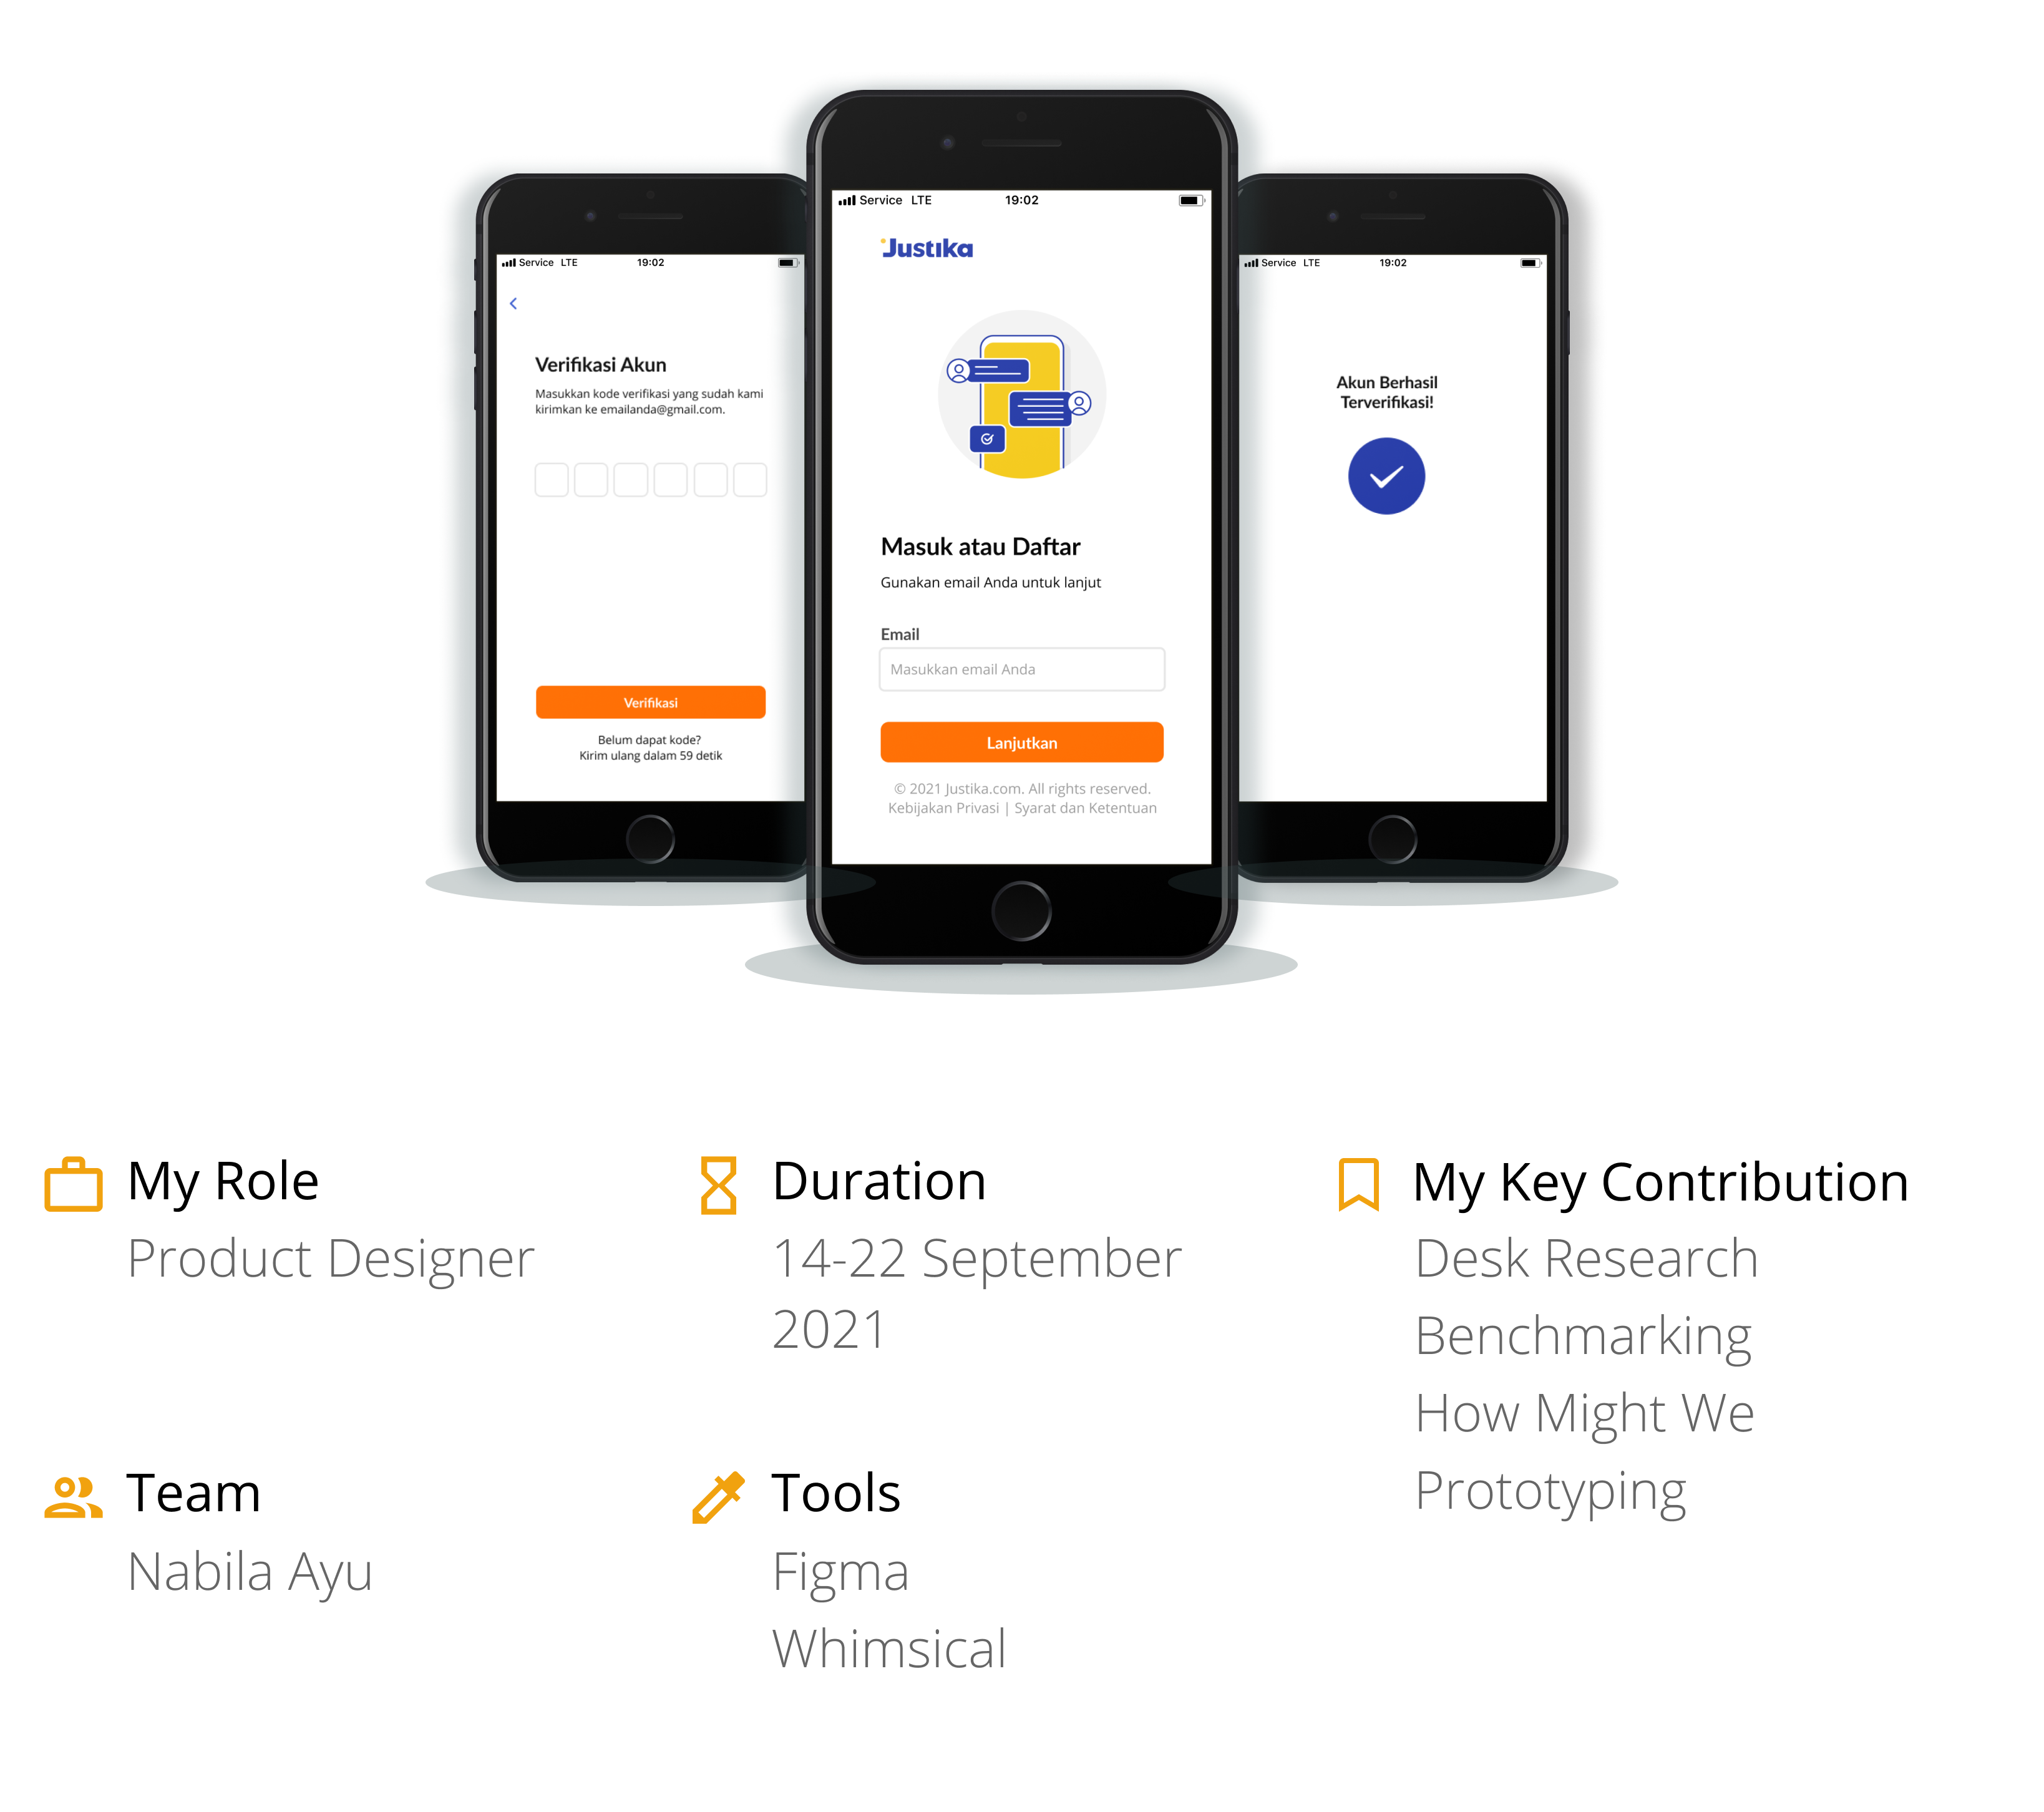 Service LTE 19:02
Verifikasi Akun
Masukkan kode verifikasi yang sudah kami
kirimkan ke emailanda@gmail.com.
Verifikasi
Belum dapat kode?
Kirim ulang dalam 59 detik
Service LTE 19:02
Justika
Masuk atau Daftar
Gunakan email Anda untuk lanjut
Email
Masukkan email Anda
Lanjutkan
© 2021 Justika.com. All rights reserved.
Kebijakan Privasi | Syarat dan Ketentuan
Service LTE 19:02
Akun Berhasil
Terverifikasi!
My Role
Product Designer
Duration
14-22 September
2021
My Key Contribution
Desk Research
Benchmarking
How Might We
Prototyping
Team
Nabila Ayu
Tools
Figma
Whimsical